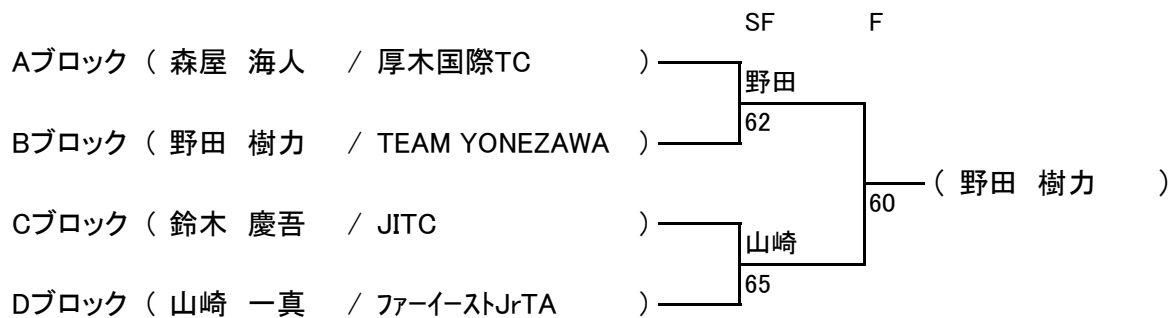 SF F
Aブロック ( 森屋 海人 / 厚木国際TC )
野田
Bブロック ( 野田 樹力 / TEAM YONEZAWA )
62
( 野田 樹力 )
60
Cブロック ( 鈴木 慶吾 / JITC )
山崎
Dブロック ( 山崎 一真 / ファーイーストJrTA )
65